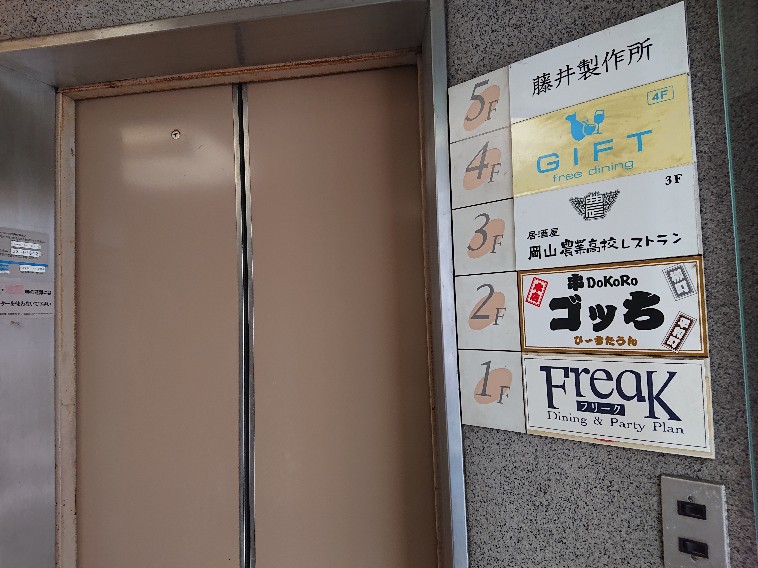 5F
藤井製作所
4F
4F
GIFT
free dining
3F
3F
農
居酒屋
岡山農業高校レストラン
2F
串DoKoRo
ゴッち
ひーきたうん
1F
FreaK
フリーク
Dining & Party Plan